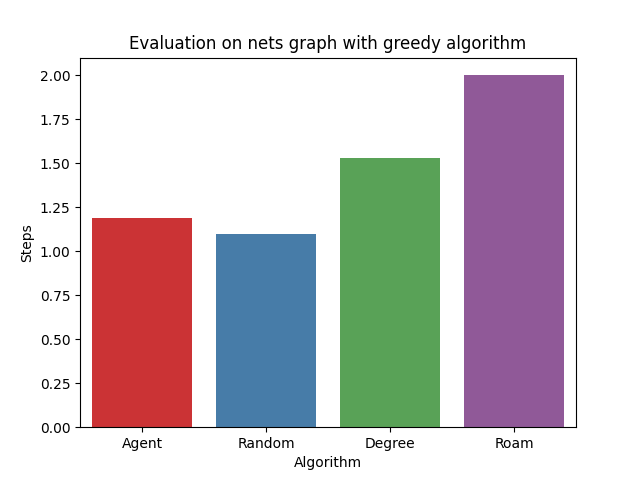 Evaluation on nets graph with greedy algorithm
2.00
1.75
1.50
1.25
1.00
0.75
0.50
0.25
0.00
Steps
Agent Random Degree Roam
Algorithm